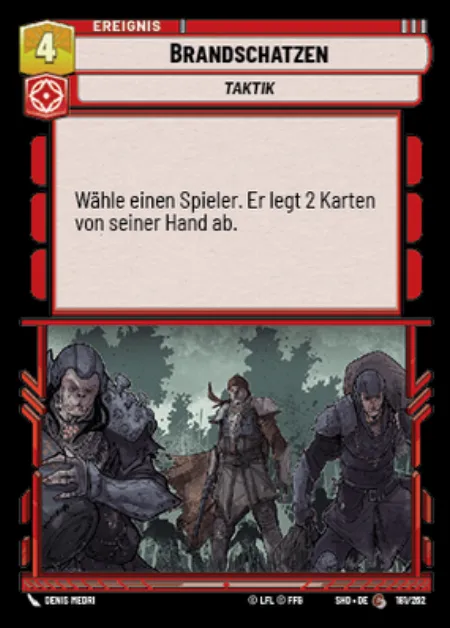 EREIGNIS
4
BRANDSCHATZEN
TAKTIK
Wähle einen Spieler. Er legt 2 Karten
von seiner Hand ab.
DENIS MEDRI
© LFL © FFG
SHD • DE
181/262